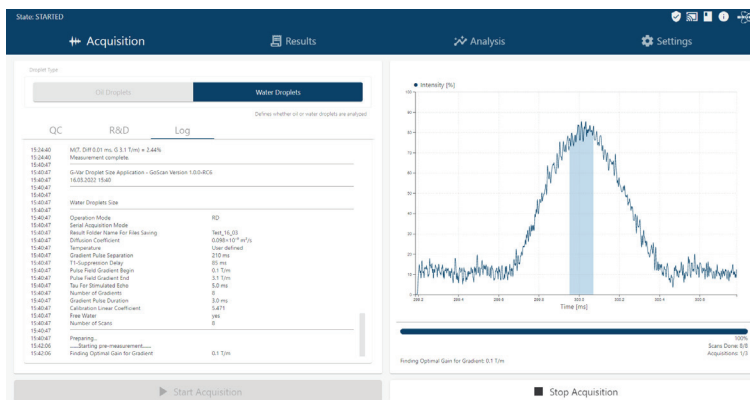 State: STARTED
Acquisition
Results
Analysis
Settings
Droplet Type
Oil Droplets
Water Droplets
Defines whether oil or water droplets are analyzed
QC
R&D
Log
15:24:40 M(T. Diff 0.01 ms, G 3.1 T/m) = 2.44%
15:24:40 Measurement complete.
15:40:47
15:40:47 G-Var Droplet Size Application - GoScan Version 1.0.0-RC6
15:40:47 16.05.2022 15:40
15:40:47
15:40:47
15:40:47 Water Droplets Size
15:40:47
15:40:47 Operation Mode RD
15:40:47 Serial Acquisition Mode
15:40:47 Result Folder Name For Files Saving Test_16_05
15:40:47 Diffusion Coefficient
15:40:47 Temperature User defined
15:40:47 Gradient Pulse Separation 210 ms
15:40:47 T1-Suppression Delay 85 ms
15:40:47 Pulse Field Gradient Begin 0.1 T/m
15:40:47 Pulse Field Gradient End 3.1 T/m
15:40:47 Tau For Stimulated Echo 5.0 ms
15:40:47 Number of Gradients 8
15:40:47 Gradient Pulse Duration 3.0 ms
15:40:47 Calibration Linear Coefficient 5.471
15:40:47 Free Water yes
15:40:47 Number of Scans 8
15:40:47
15:40:47 Preparing...
15:42:06 ......Starting pre-measurement......
15:42:06 Finding Optimal Gain for Gradient 0.1 T/m
Start Acquisition
Intensity [%]
100
90
80
70
60
50
40
30
20
10
0
Time [ms]
100%
Scans Done: 8/8
Acquisitions: 1/3
Finding Optimal Gain for Gradient: 0.1 T/m
Stop Acquisition